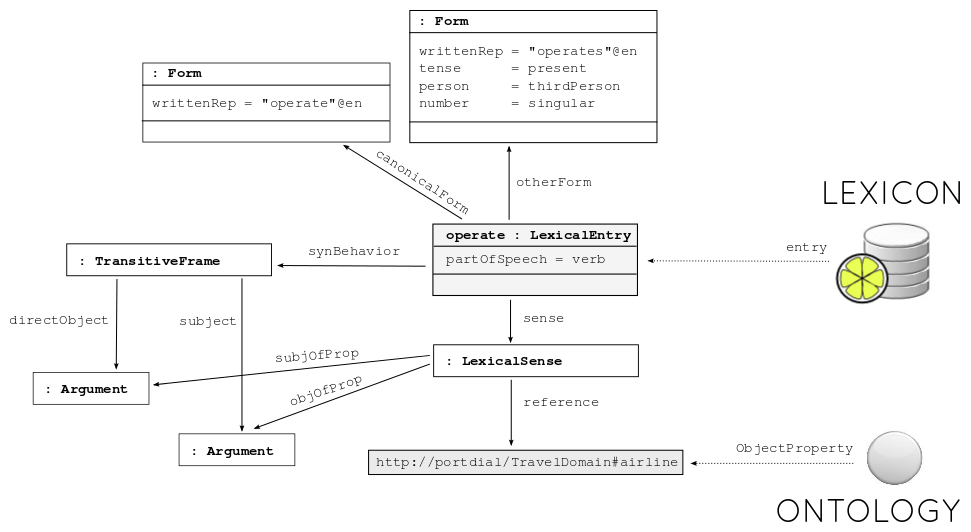 : Form
writtenRep = "operates"@en
tense = present
person = thirdPerson
number = singular
: Form
writtenRep = "operate"@en
canonicalForm
otherForm
LEXICON
operate : LexicalEntry
partOfSpeech = verb
entry
synBehavior
: TransitiveFrame
directObject
subject
sense
: LexicalSense
subjOfProp
objOfProp
: Argument
reference
: Argument
http://portdial/TravelDomain#airline
ObjectProperty
ONTOLOGY